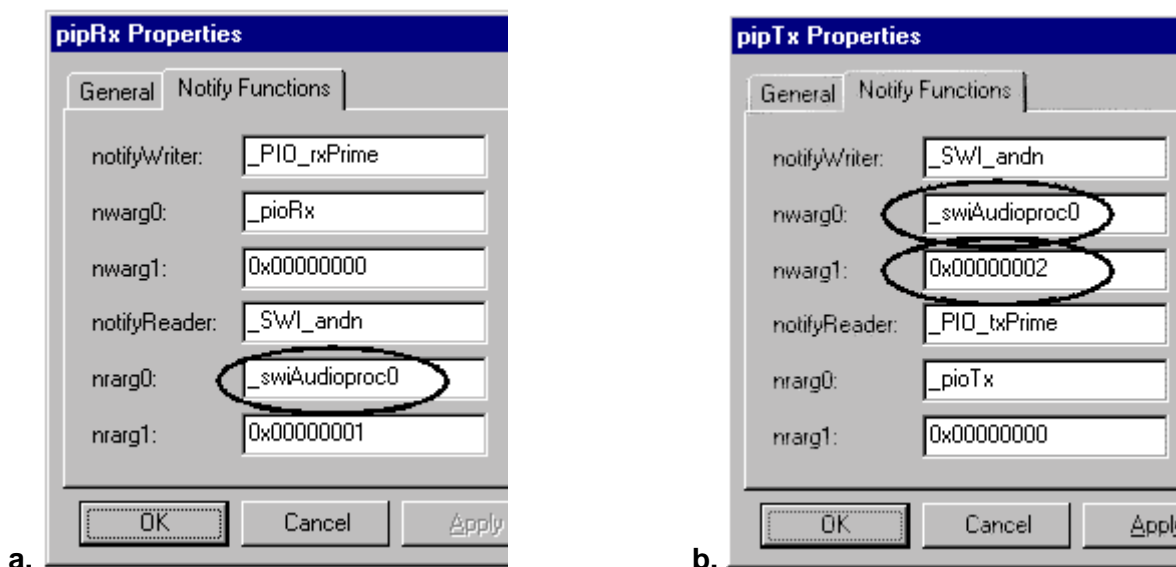 pipRx Properties
General Notify Functions
notifyWriter: _PIO_rxPrime
nwarg0: _pioRx
nwarg1: 0x00000000
notifyReader: _SWI_andn
nrarg0: _swiAudioproc0
nrarg1: 0x00000001
OK Cancel Apply
a.
pipTx Properties
General Notify Functions
notifyWriter: _SWI_andn
nwarg0: _swiAudioproc0
nwarg1: 0x00000002
notifyReader: _PIO_txPrime
nrarg0: _pioTx
nrarg1: 0x00000000
OK Cancel Apply
b.